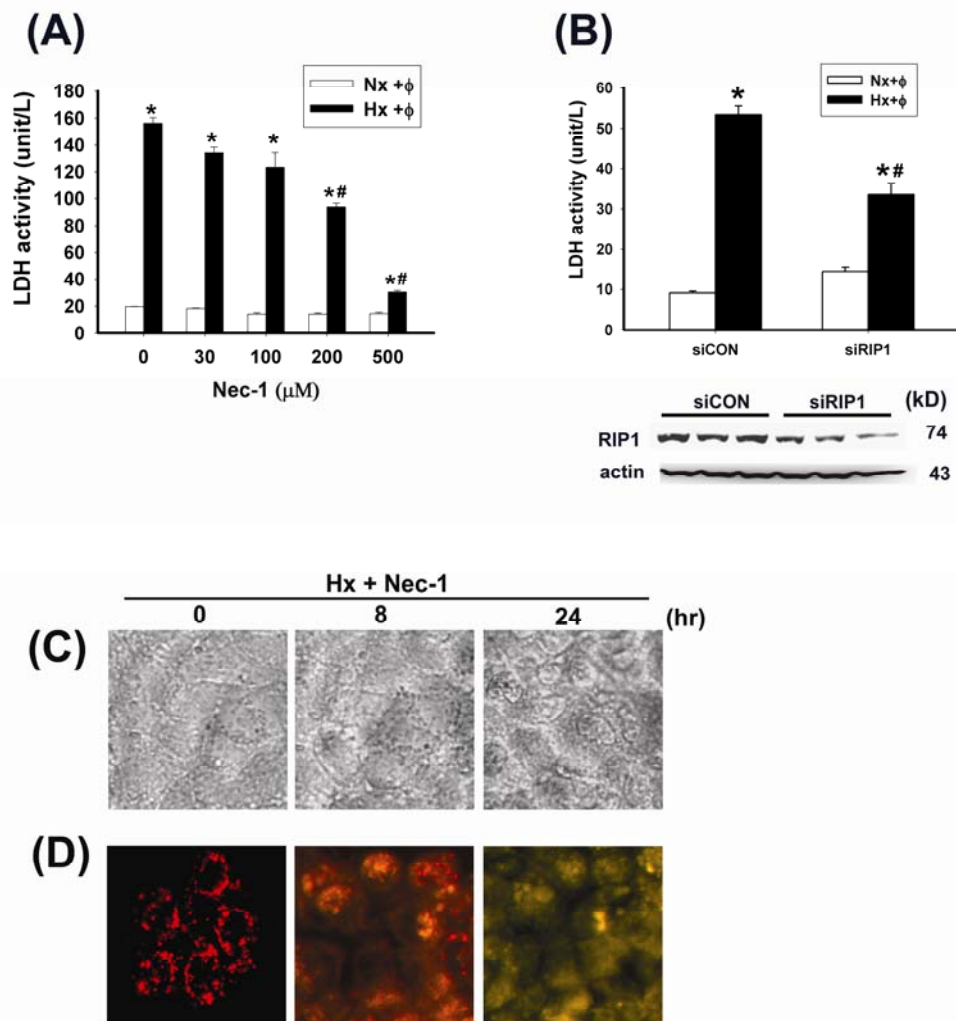 (A)
Nx +ϕ
Hx +ϕ
LDH activity (unit/L)
180
160
140
120
100
80
60
40
20
0
*
*
*
*#
*#
0 30 100 200 500
Nec-1 (μM)
(B)
Nx+ϕ
Hx+ϕ
LDH activity (unit/L)
60
50
40
30
20
10
0
*
*#
siCON siRIP1
siCON siRIP1 (kD)
RIP1 74
actin 43
Hx + Nec-1
0 8 24 (hr)
(C)
(D)